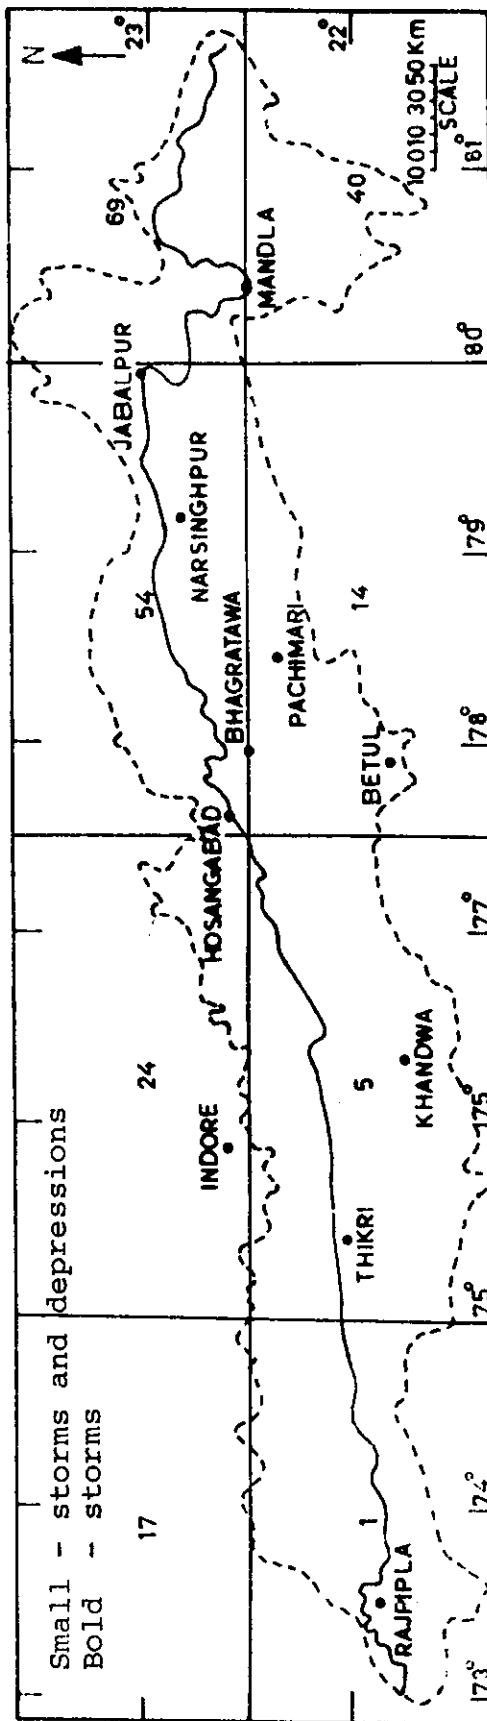 Small - storms and depressions
Bold - storms
N
23°
22°
17
24
54
69
1
5
14
40
JABALPUR
MANDLA
NARSINGHPUR
BHAGRATAWA
PACHIMARI
HOSANGABAD
BETUL
INDORE
KHANDWA
THIKRI
RAJPIPLA
10 0 10 30 50 Km
SCALE
73°
74°
75°
175°
77°
78°
79°
80°
81°